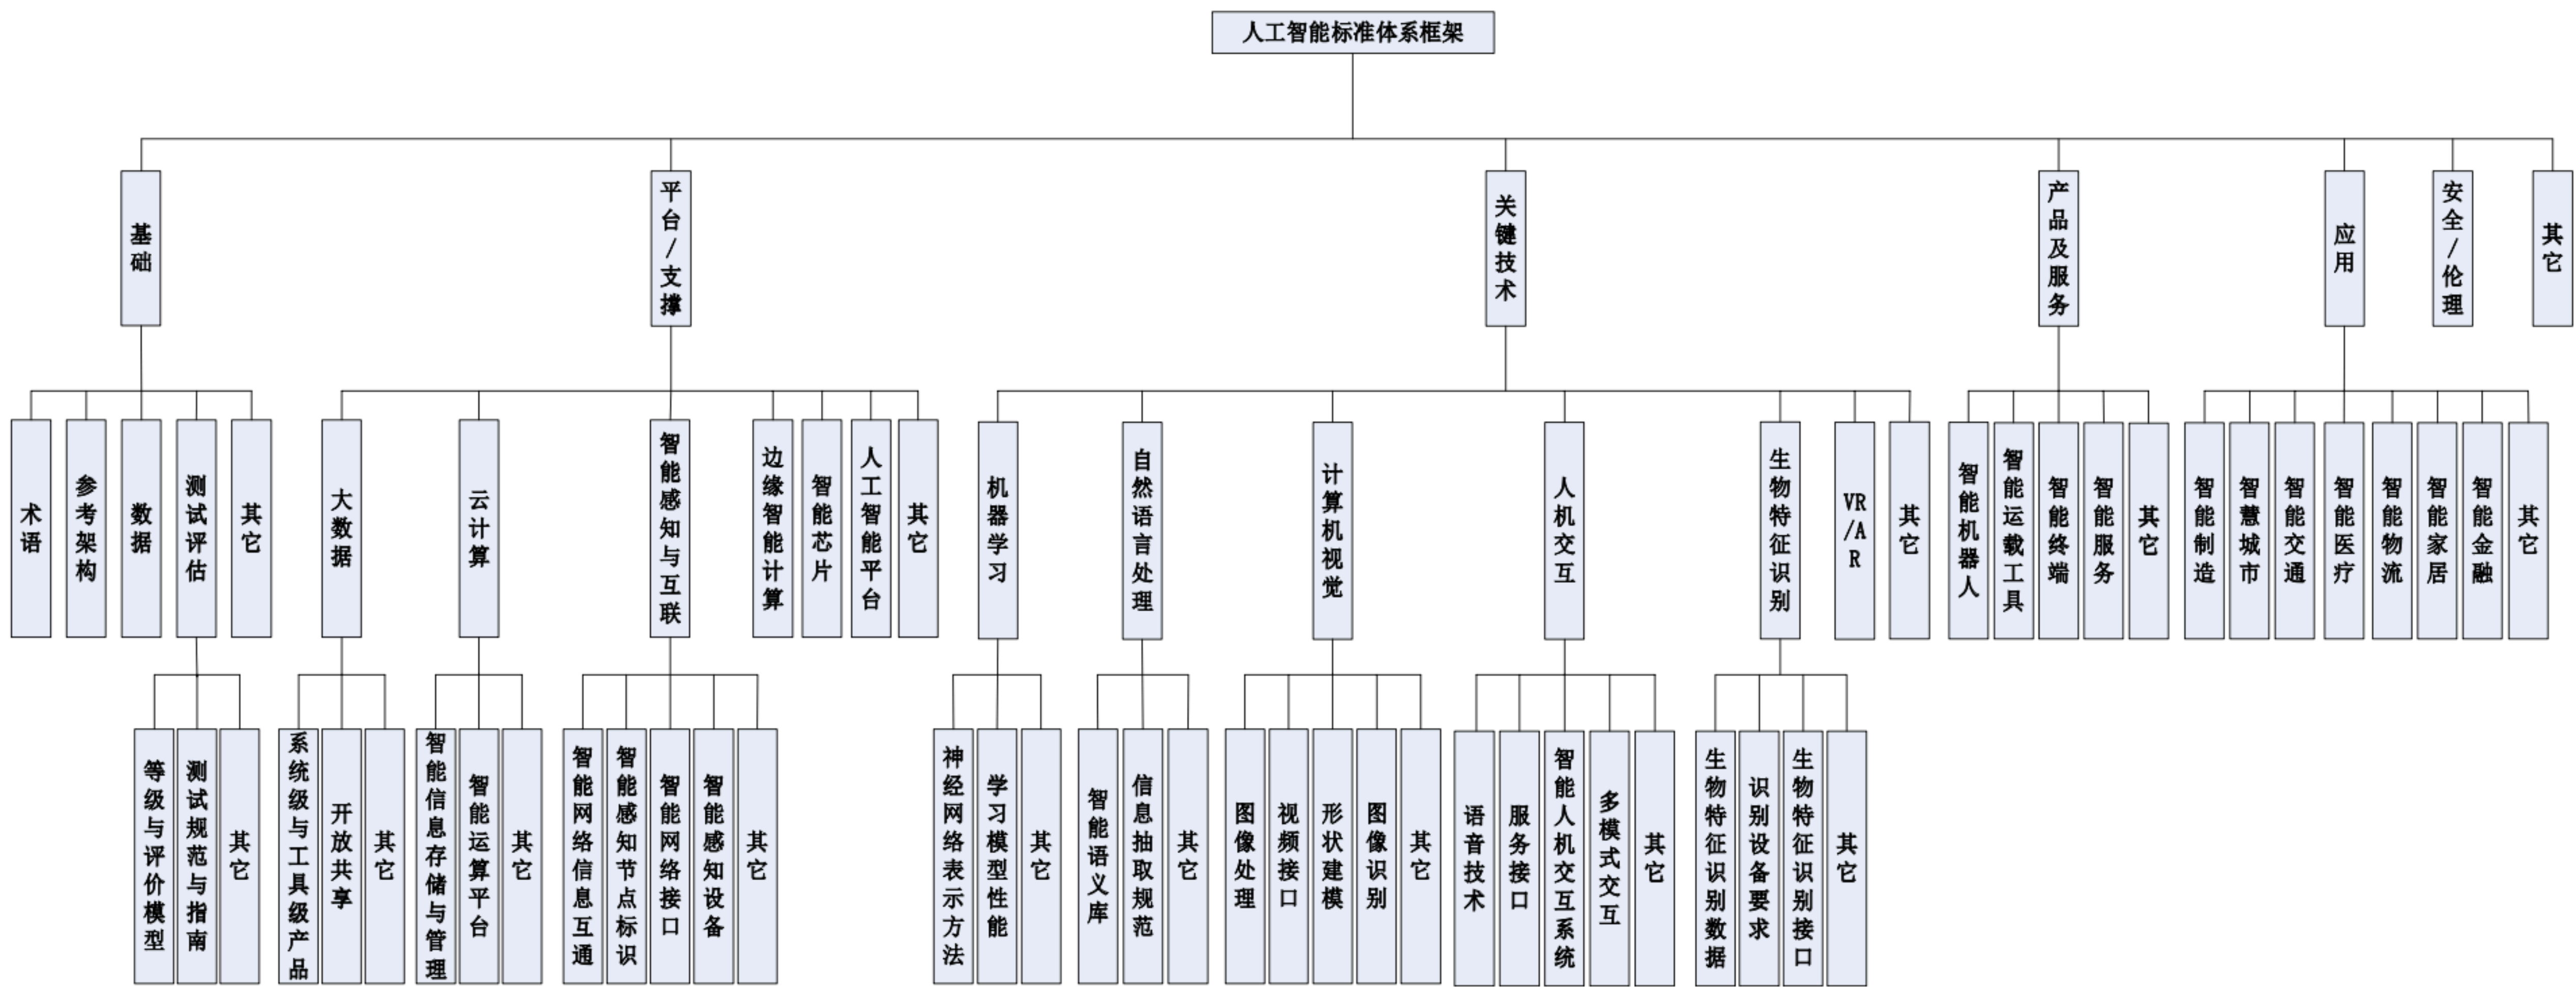 人工智能标准体系框架
基础
平台/支撑
关键技术
产品及服务
应用
安全/伦理
其它
术语
参考架构
数据
测试评估
其它
大数据
云计算
智能感知与互联
边缘智能计算
智能芯片
人工智能平台
其它
机器学习
自然语言处理
计算机视觉
人机交互
生物特征识别
VR/AR
其它
智能机器人
智能运载工具
智能终端
智能服务
其它
智能制造
智慧城市
智能交通
智能医疗
智能物流
智能家居
智能金融
其它
等级与评价模型
测试规范与指南
其它
系统级与工具级产品
开放共享
其它
智能信息存储与管理
智能运算平台
其它
智能网络信息互通
智能感知节点标识
智能网络接口
智能感知设备
其它
神经网络表示方法
学习模型性能
其它
智能语义库
信息抽取规范
其它
图像处理
视频接口
形状建模
图像识别
其它
语音技术
服务接口
智能人机交互系统
多模式交互
其它
生物特征识别数据
识别设备要求
生物特征识别接口
其它